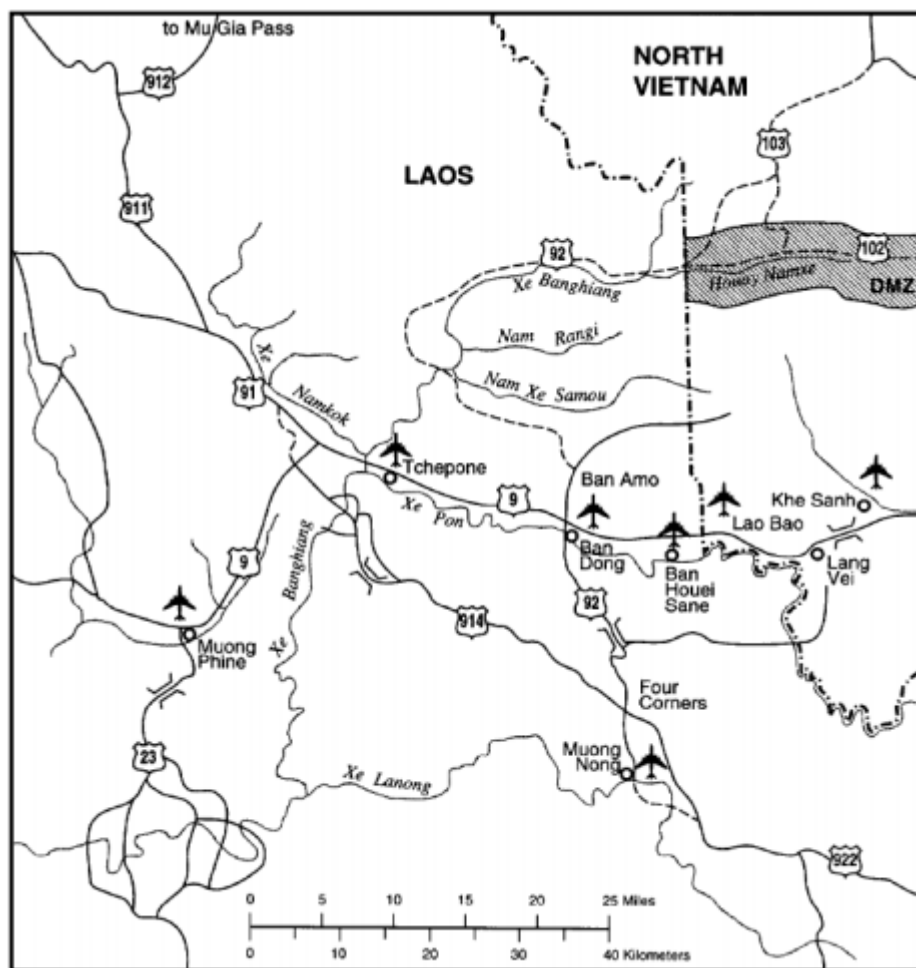 to Mu Gia Pass
912
NORTH
VIETNAM
103
LAOS
911
92
102
Xe Banghiang
Houay Namxe
DMZ
Nam Rangi
Xe
Nam Xe Samou
91
Namkok
Tchepone
Ban Amo
Khe Sanh
9
Lao Bao
Xe Pon
Ban
Dong
Ban
Houei
Sane
Lang
Vei
Xe Banghiang
9
92
914
Muong
Phine
Four
Corners
23
Muong
Nong
Xe Lanong
922
0 5 10 15 20 25 Miles
0 10 20 30 40 Kilometers